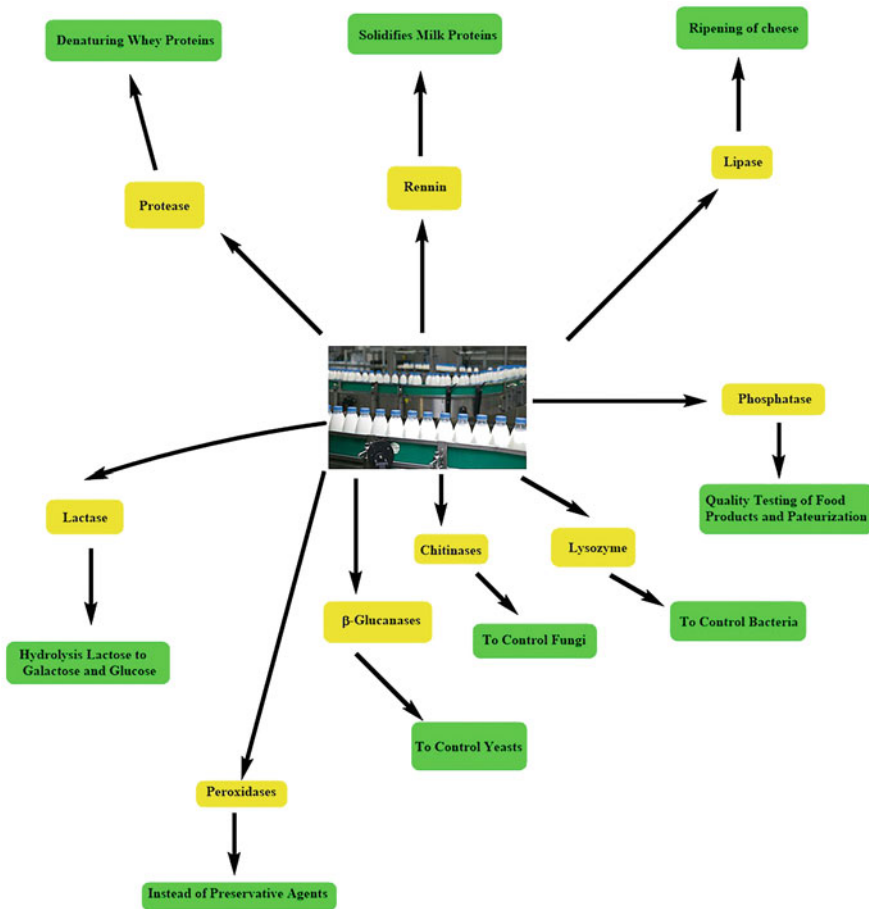 Denaturing Whey Proteins
Solidifies Milk Proteins
Ripening of cheese
Protease
Rennin
Lipase
Phosphatase
Quality Testing of Food
Products and Pateurization
Lactase
Hydrolysis Lactose to
Galactose and Glucose
Chitinases
Lysozyme
β-Glucanases
To Control Fungi
To Control Bacteria
To Control Yeasts
Peroxidases
Instead of Preservative Agents